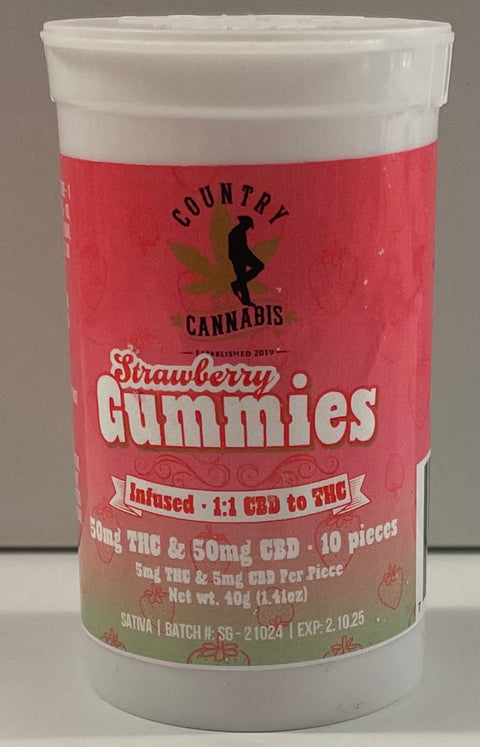 COUNTRY
CANNABIS
ESTABLISHED 2019
Strawberry
Gummies
Infused · 1:1 CBD to THC
50mg THC & 50mg CBD · 10 pieces
5mg THC & 5mg CBD Per Piece
Net wt. 40g (1.41oz)
SATIVA | BATCH #: SG - 21024 | EXP: 2.10.25